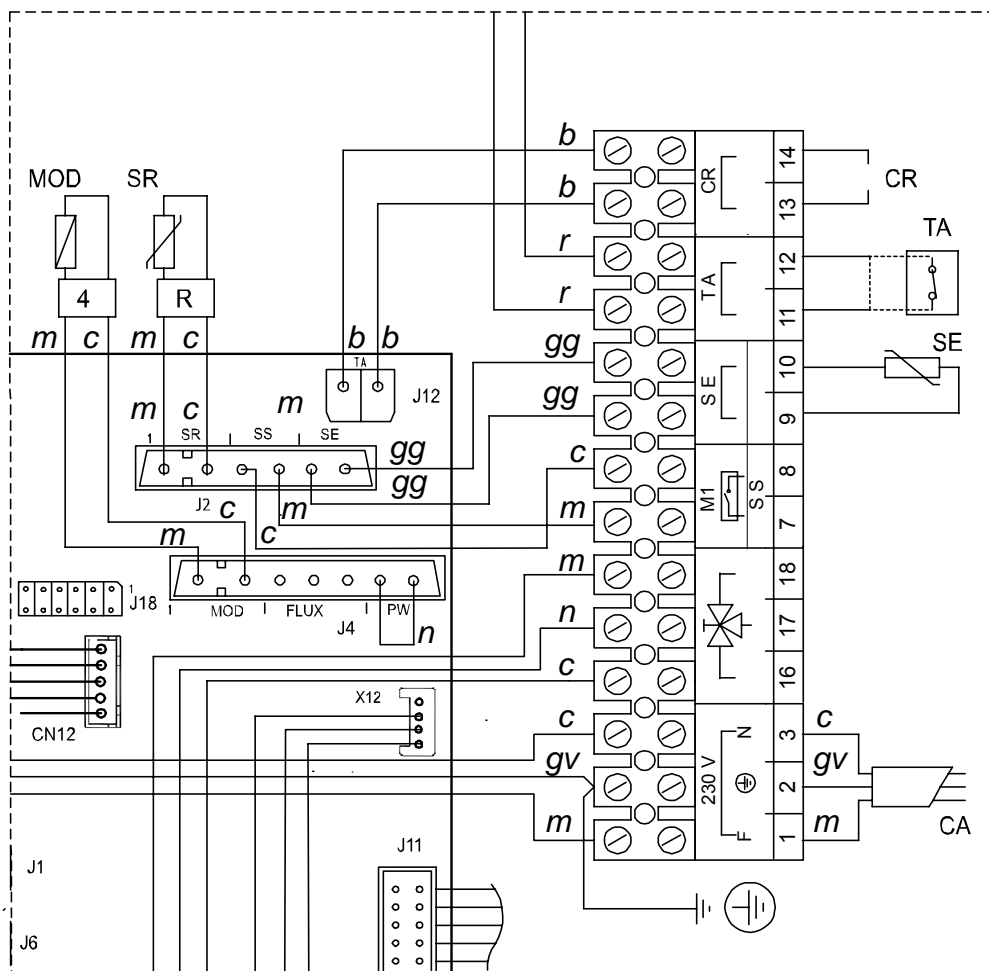 b
14
MOD SR
CR
CR
b
13
TA
r
12
4 R
TA
r
11
m c m c b b
SE
gg
10
TA
SE
J12
gg
9
m c m
1 SR SS SE
gg
c
8
gg
M1
SS
J2
c
c
m
7
m
m
18
1 J18
1 MOD FLUX PW
n
17
J4
n
c
16
X12
CN12
c
3
c
N
gv
gv
230 V
2
m
F
1
m
CA
J11
J1
J6